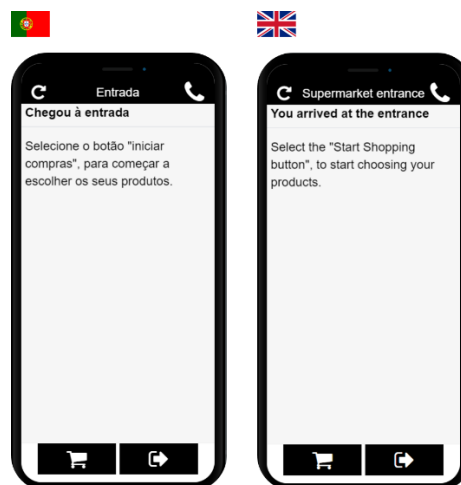 Entrada
Chegou à entrada
Selecione o botão "iniciar
compras", para começar a
escolher os seus produtos.
Supermarket entrance
You arrived at the entrance
Select the "Start Shopping
button", to start choosing your
products.